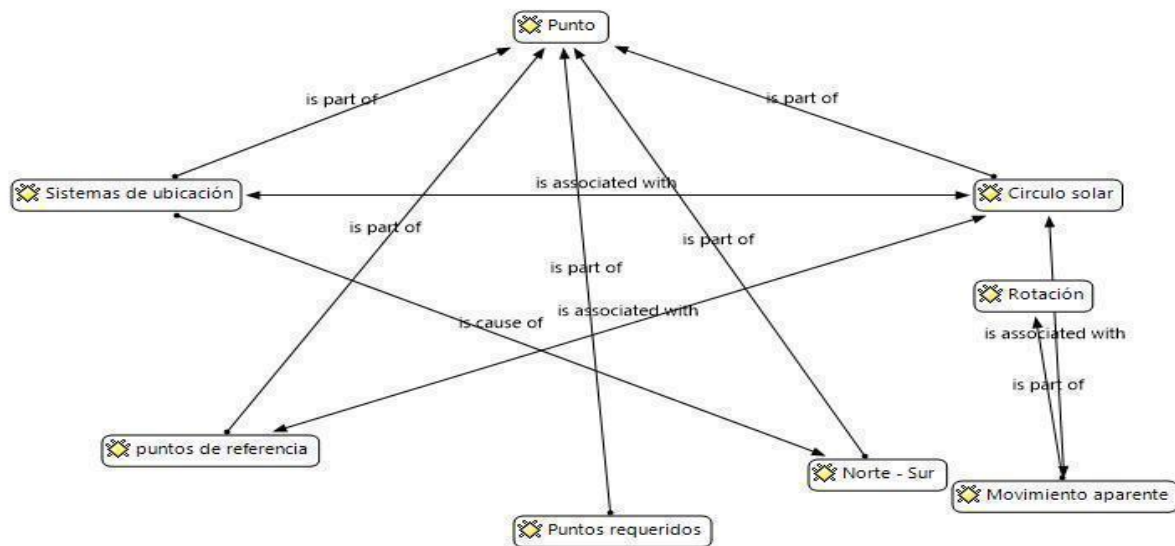 Punto
is part of
is part of
Sistemas de ubicación
is associated with
Circulo solar
is part of
is part of
is part of
Rotación
is associated with
is cause of
is associated with
is part of
puntos de referencia
Norte - Sur
Movimiento aparente
Puntos requeridos